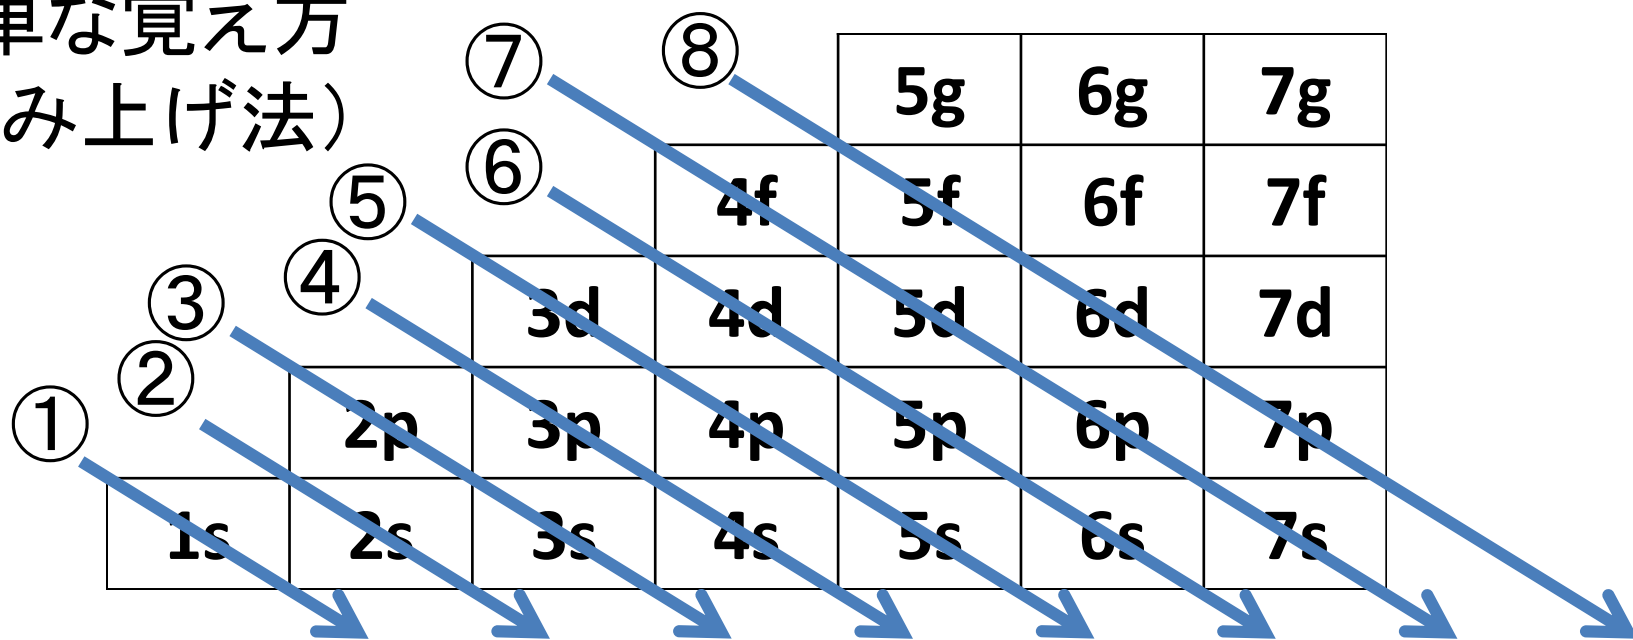 単な覚え方
み上げ法)
⑦ ⑧
5g 6g 7g
⑥
4f 5f 6f 7f
⑤
④
3d 4d 5d 6d 7d
③
②
2p 3p 4p 5p 6p 7p
①
1s 2s 3s 4s 5s 6s 7s